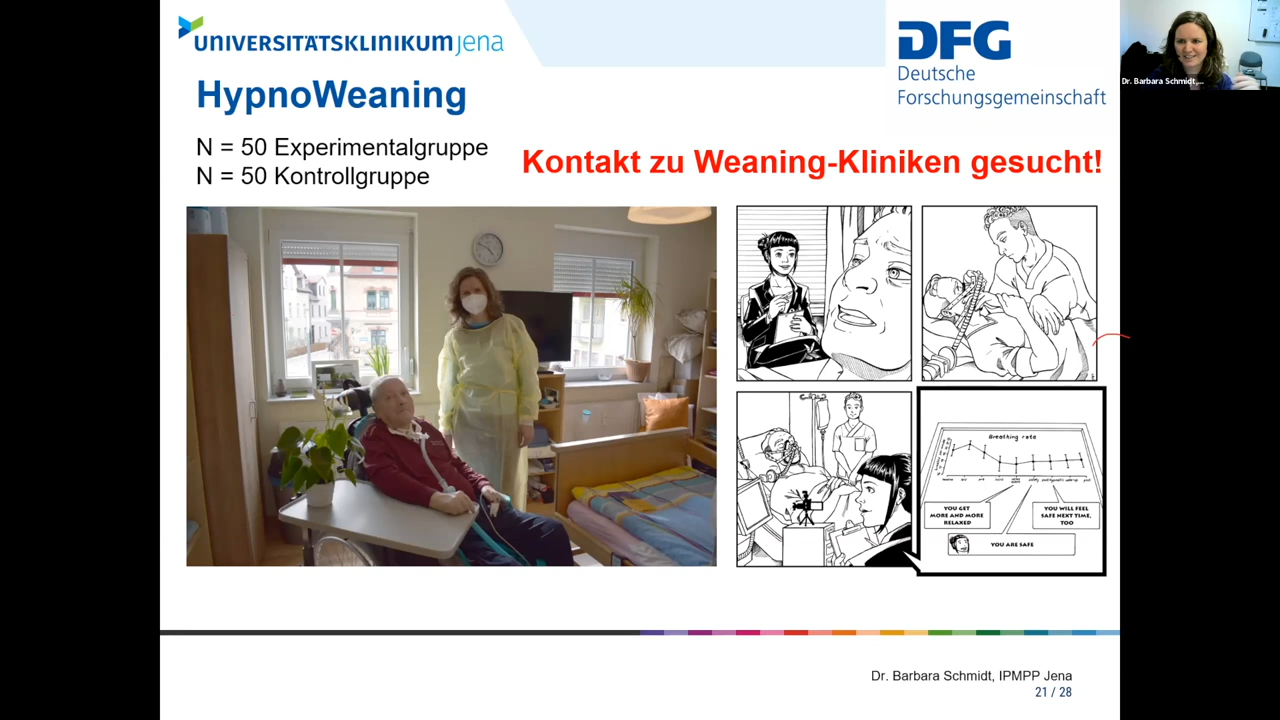 UNIVERSITÄTSKLINIKUM jena
DFG
Deutsche
Forschungsgemeinschaft
Dr. Barbara Schmidt,...
HypnoWeaning
N = 50 Experimentalgruppe
N = 50 Kontrollgruppe
Kontakt zu Weaning-Kliniken gesucht!
Breathing rate
YOU GET
MORE AND MORE
RELAXED
YOU WILL FEEL
SAFE NEXT TIME,
TOO
YOU ARE SAFE
Dr. Barbara Schmidt, IPMPP Jena
21 / 28